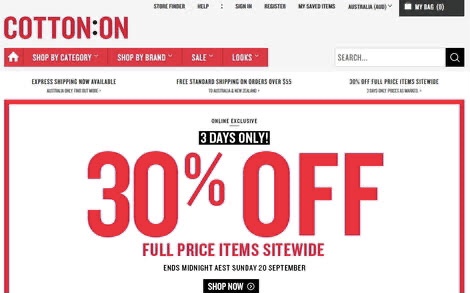 STORE FINDER HELP : SIGN IN REGISTER MY SAVED ITEMS AUSTRALIA (AUD) MY BAG (0)
COTTON:ON
SHOP BY CATEGORY SHOP BY BRAND SALE LOOKS SEARCH...
EXPRESS SHIPPING NOW AVAILABLE
AUSTRALIA ONLY. FIND OUT MORE >
FREE STANDARD SHIPPING ON ORDERS OVER $55
TO AUSTRALIA & NEW ZEALAND >
30% OFF FULL PRICE ITEMS SITEWIDE
3 DAYS ONLY. PRICES AS MARKED. >
ONLINE EXCLUSIVE
3 DAYS ONLY!
30% OFF
FULL PRICE ITEMS SITEWIDE
ENDS MIDNIGHT AEST SUNDAY 20 SEPTEMBER
SHOP NOW >